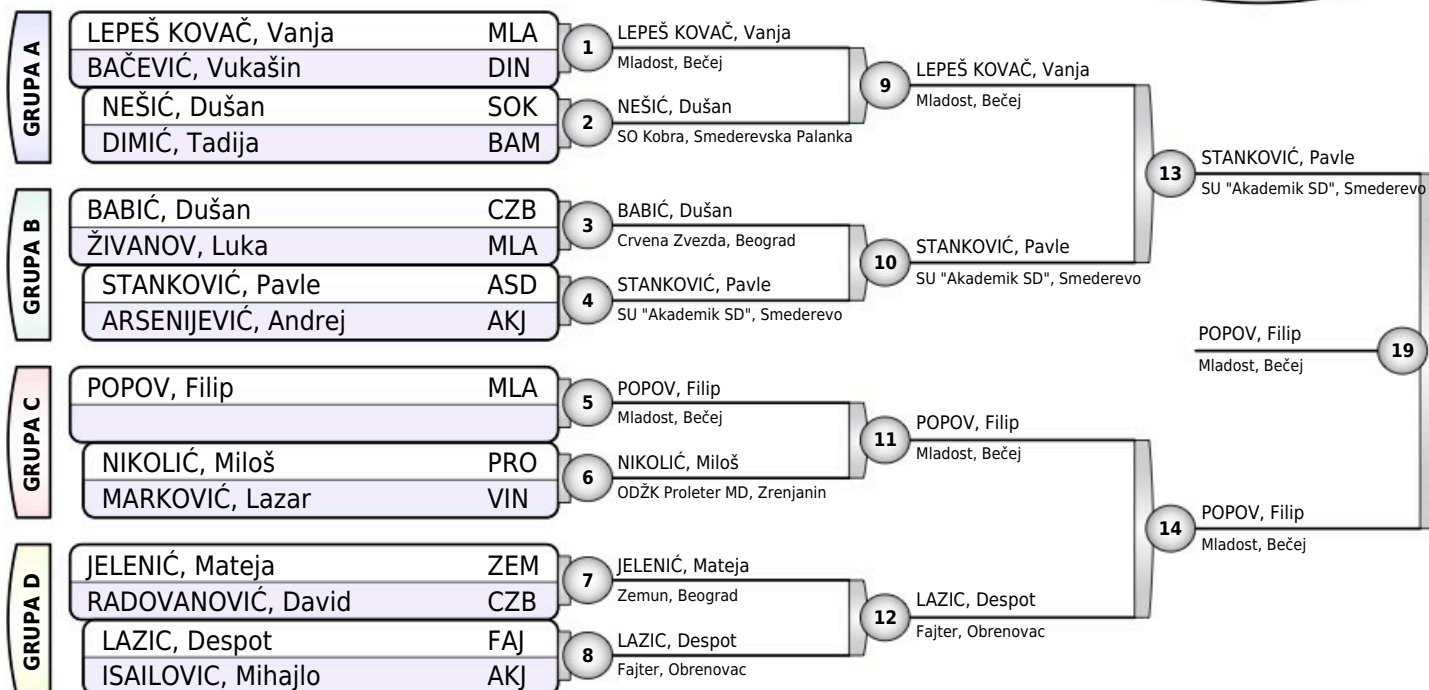 GRUPA A
LEPEŠ KOVAČ, Vanja MLA
BAČEVIĆ, Vukašin DIN
NEŠIĆ, Dušan SOK
DIMIĆ, Tadija BAM
GRUPA B
BABIĆ, Dušan CZB
ŽIVANOV, Luka MLA
STANKOVIĆ, Pavle ASD
ARSENIJEVIĆ, Andrej AKJ
GRUPA C
POPOV, Filip MLA
NIKOLIĆ, Miloš PRO
MARKOVIĆ, Lazar VIN
GRUPA D
JELENIĆ, Mateja ZEM
RADOVANOVIĆ, David CZB
LAZIC, Despot FAJ
ISAILOVIC, Mihajlo AKJ
1
LEPEŠ KOVAČ, Vanja
Mladost, Bečej
2
NEŠIĆ, Dušan
SO Kobra, Smederevska Palanka
3
BABIĆ, Dušan
Crvena Zvezda, Beograd
4
STANKOVIĆ, Pavle
SU "Akademik SD", Smederevo
5
POPOV, Filip
Mladost, Bečej
6
NIKOLIĆ, Miloš
ODŽK Proleter MD, Zrenjanin
7
JELENIĆ, Mateja
Zemun, Beograd
8
LAZIC, Despot
Fajter, Obrenovac
9
LEPEŠ KOVAČ, Vanja
Mladost, Bečej
10
STANKOVIĆ, Pavle
SU "Akademik SD", Smederevo
11
POPOV, Filip
Mladost, Bečej
12
LAZIC, Despot
Fajter, Obrenovac
13
STANKOVIĆ, Pavle
SU "Akademik SD", Smederevo
14
POPOV, Filip
Mladost, Bečej
POPOV, Filip
Mladost, Bečej
19